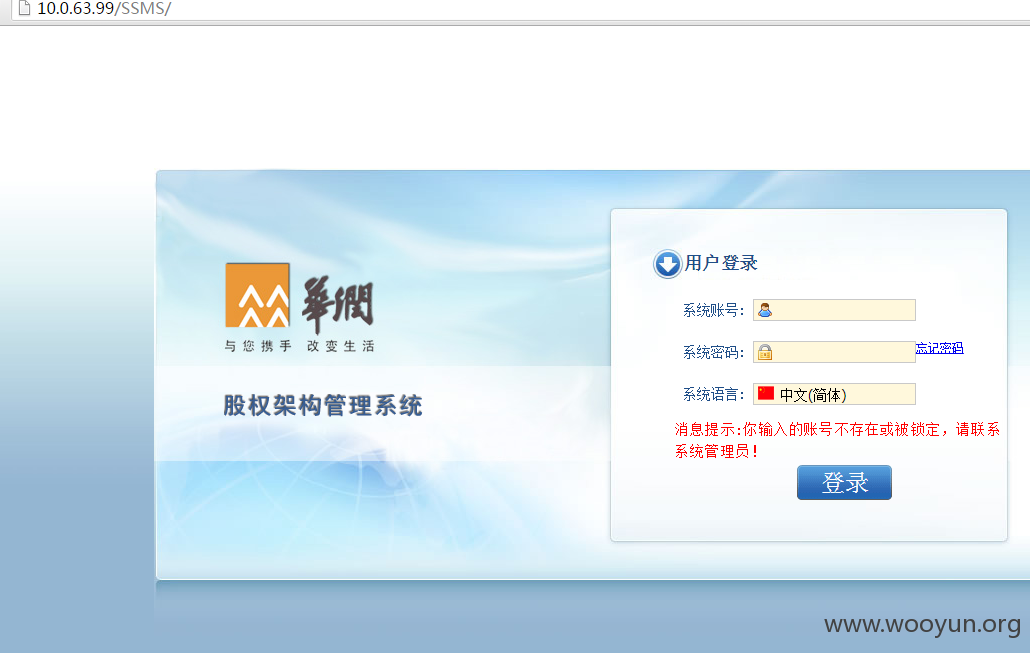 10.0.63.99/SSMS/
華潤
与您携手 改变生活
股权架构管理系统
用户登录
系统账号：
系统密码： 忘记密码
系统语言： 中文(简体)
消息提示:你输入的账号不存在或被锁定，请联系
系统管理员！
登录
www.wooyun.org